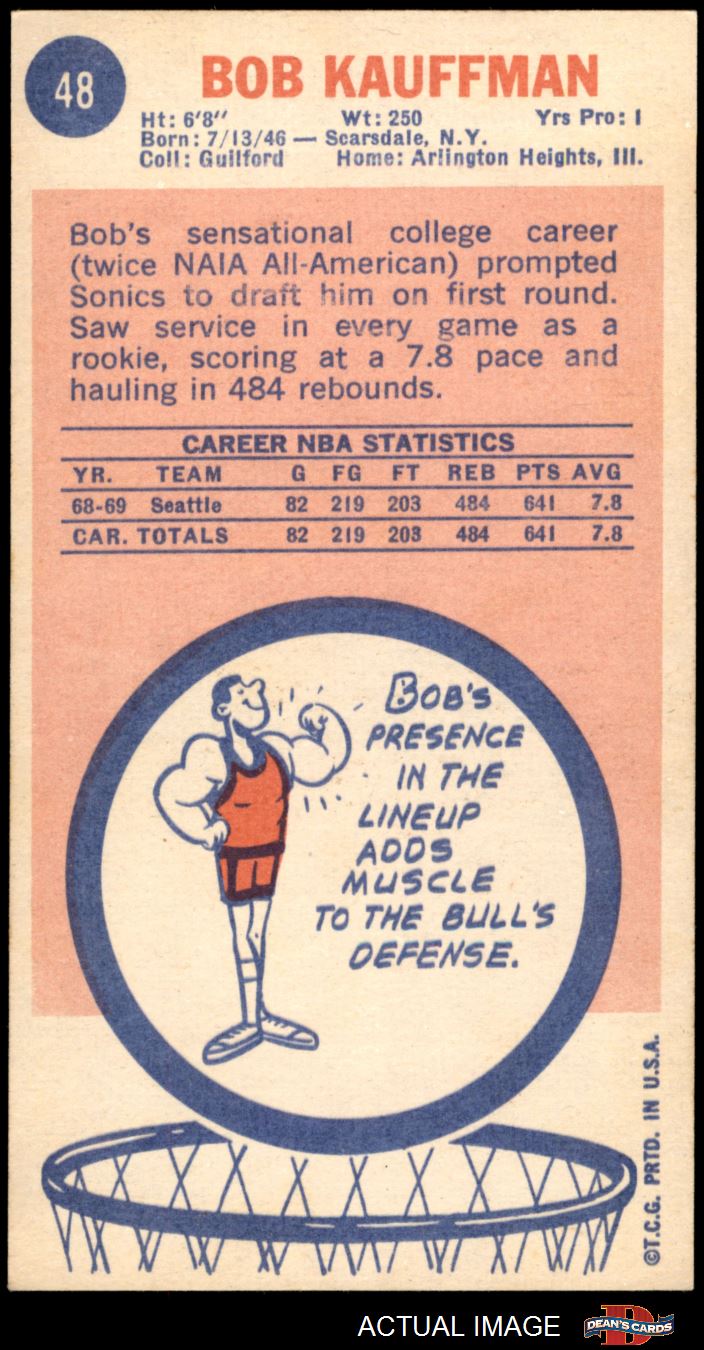 48
BOB KAUFFMAN
Ht: 6'8" Wt: 250 Yrs Pro: 1
Born: 7/13/46 — Scarsdale, N.Y.
Coll: Guilford Home: Arlington Heights, Ill.
Bob's sensational college career
(twice NAIA All-American) prompted
Sonics to draft him on first round.
Saw service in every game as a
rookie, scoring at a 7.8 pace and
hauling in 484 rebounds.
CAREER NBA STATISTICS
YR. TEAM G FG FT REB PTS AVG
68-69 Seattle 82 219 203 484 641 7.8
CAR. TOTALS 82 219 203 484 641 7.8
BOB'S
PRESENCE
IN THE
LINEUP
ADDS
MUSCLE
TO THE BULL'S
DEFENSE.
©T.C.G. PRTD. IN U.S.A.
ACTUAL IMAGE
D
DEAN'S CARDS